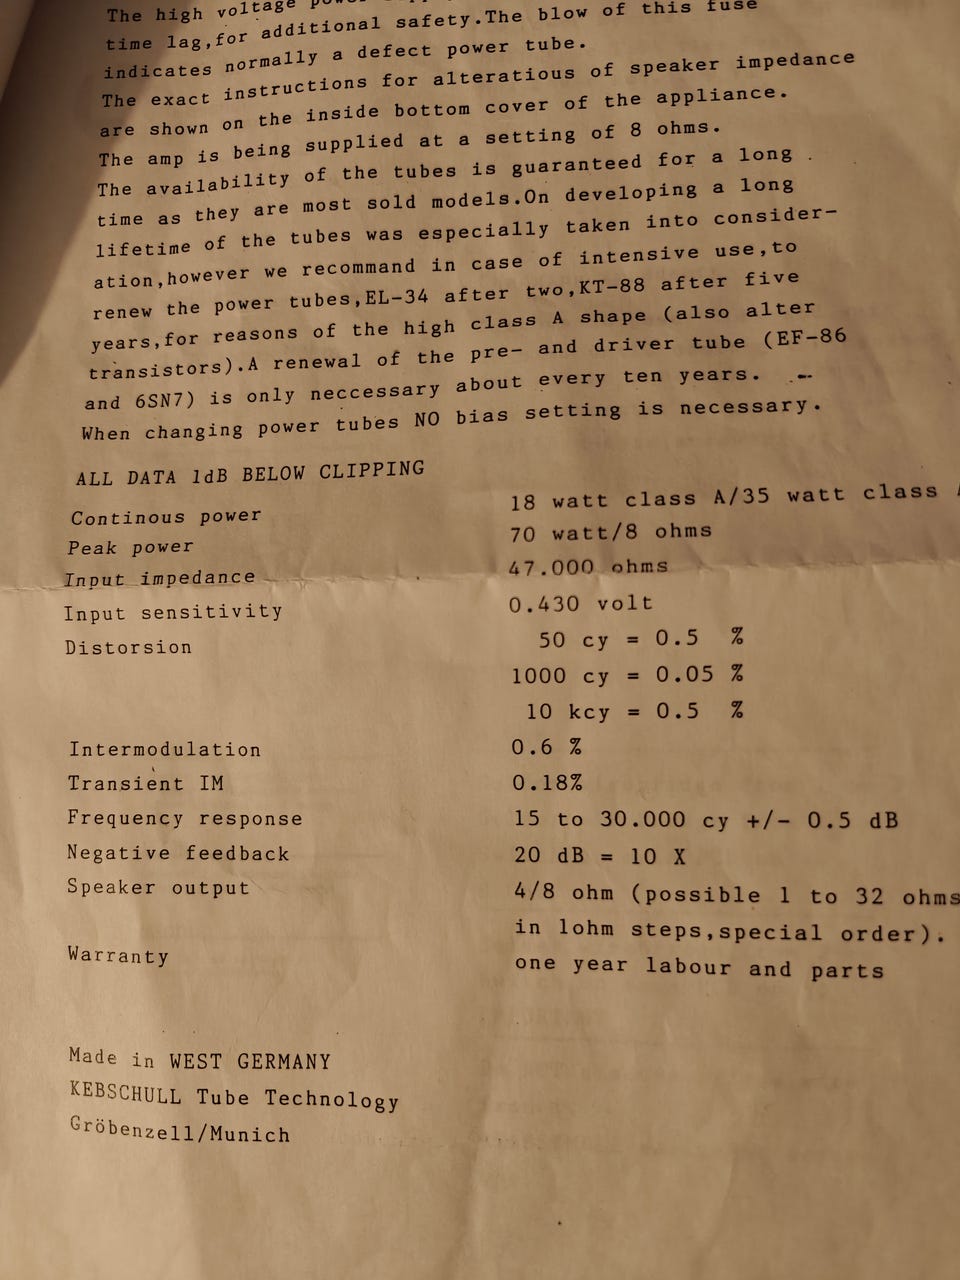 The high voltage
time lag,for additional safety.The blow of this fuse
indicates normally a defect power tube.
The exact instructions for alteratious of speaker impedance
are shown on the inside bottom cover of the appliance.
The amp is being supplied at a setting of 8 ohms.
The availability of the tubes is guaranteed for a long
time as they are most sold models.On developing a long
lifetime of the tubes was especially taken into consider-
ation,however we recommand in case of intensive use,to
renew the power tubes,EL-34 after two,KT-88 after five
years,for reasons of the high class A shape (also alter
transistors).A renewal of the pre- and driver tube (EF-86
and 6SN7) is only neccessary about every ten years.
When changing power tubes NO bias setting is necessary.
ALL DATA 1dB BELOW CLIPPING
Continous power 18 watt class A/35 watt class
Peak power 70 watt/8 ohms
Input impedance 47.000 ohms
Input sensitivity 0.430 volt
Distorsion 50 cy = 0.5 %
1000 cy = 0.05 %
10 kcy = 0.5 %
Intermodulation 0.6 %
Transient IM 0.18%
Frequency response 15 to 30.000 cy +/- 0.5 dB
Negative feedback 20 dB = 10 X
Speaker output 4/8 ohm (possible 1 to 32 ohms
in 1ohm steps,special order).
Warranty one year labour and parts
Made in WEST GERMANY
KEBSCHULL Tube Technology
Gröbenzell/Munich